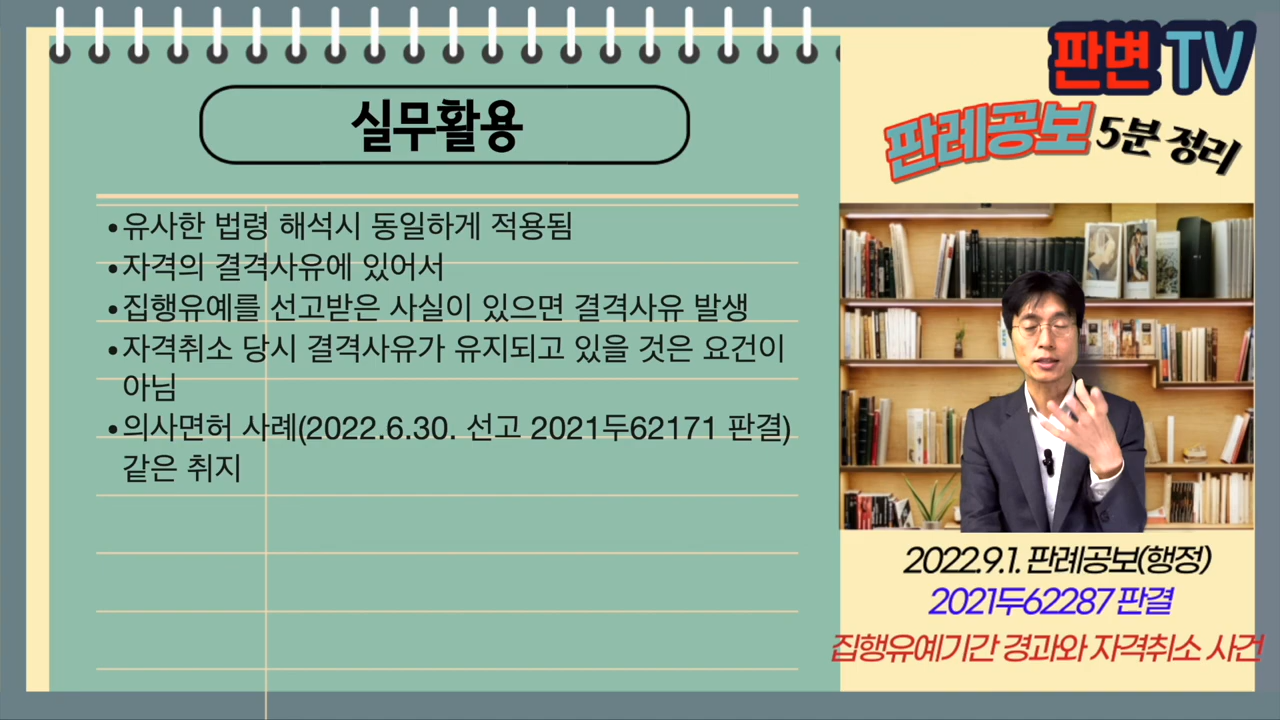 실무활용
•유사한 법령 해석시 동일하게 적용됨
•자격의 결격사유에 있어서
•집행유예를 선고받은 사실이 있으면 결격사유 발생
•자격취소 당시 결격사유가 유지되고 있을 것은 요건이
아님
•의사면허 사례(2022.6.30. 선고 2021두62171 판결)
같은 취지
판변 TV
판례공보 5분 정리
2022.9.1. 판례공보(행정)
2021두62287 판결
집행유예기간 경과와 자격취소 사건